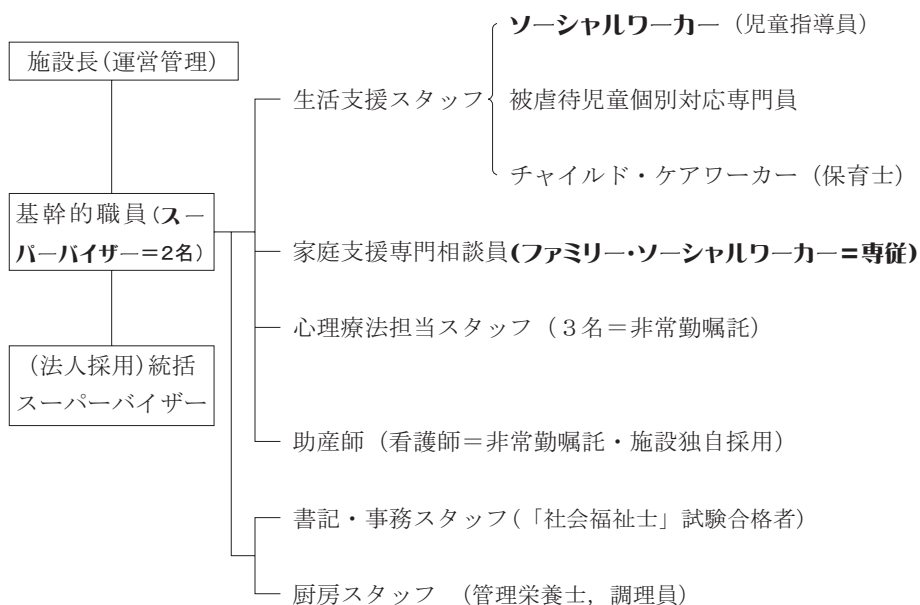 ソーシャルワーカー（児童指導員）
施設長(運営管理)
生活支援スタッフ
被虐待児童個別対応専門員
チャイルド・ケアワーカー（保育士）
基幹的職員(スー
パーバイザー＝2名)
家庭支援専門相談員(ファミリー・ソーシャルワーカー＝専従)
心理療法担当スタッフ（３名＝非常勤嘱託）
(法人採用)統括
スーパーバイザー
助産師（看護師＝非常勤嘱託・施設独自採用）
書記・事務スタッフ(「社会福祉士」試験合格者)
厨房スタッフ （管理栄養士，調理員）